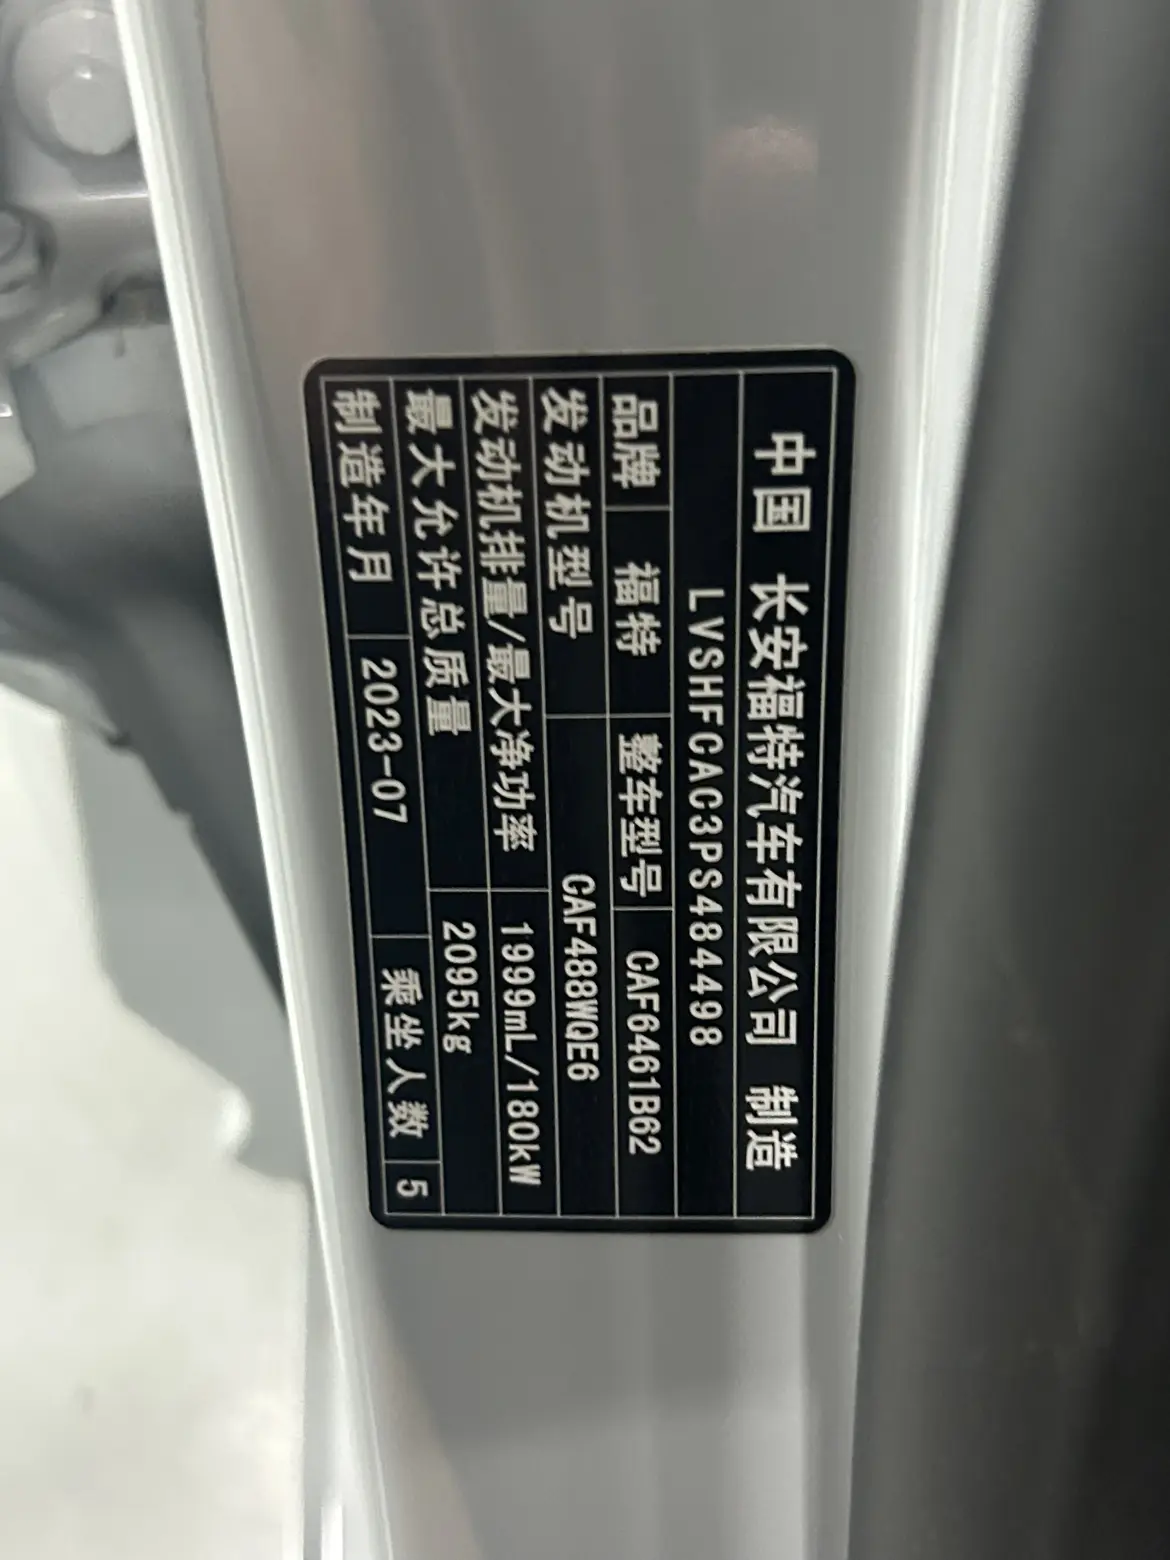 中国 长安福特汽车有限公司 制造
LVSHFCAC3PS484498
品牌 福特 整车型号 CAF6461B62
发动机型号 CAF488WQE6
发动机排量/最大净功率 1999mL/180kW
最大允许总质量 2095kg
制造年月 2023-07 乘坐人数 5